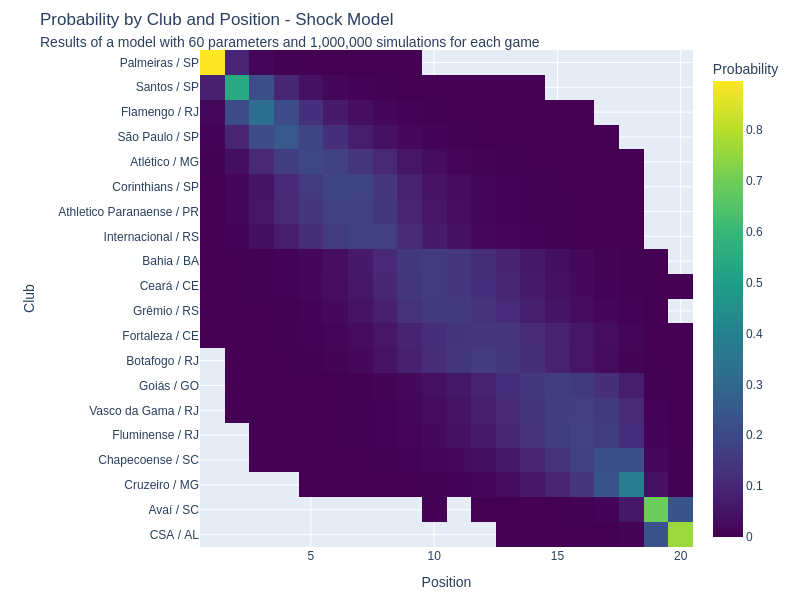 Probability by Club and Position - Shock Model
Results of a model with 60 parameters and 1,000,000 simulations for each game
Probability
Club
Palmeiras / SP
Santos / SP
Flamengo / RJ
São Paulo / SP
Atlético / MG
Corinthians / SP
Athletico Paranaense / PR
Internacional / RS
Bahia / BA
Ceará / CE
Grêmio / RS
Fortaleza / CE
Botafogo / RJ
Goiás / GO
Vasco da Gama / RJ
Fluminense / RJ
Chapecoense / SC
Cruzeiro / MG
Avaí / SC
CSA / AL
0.8
0.7
0.6
0.5
0.4
0.3
0.2
0.1
0
5 10 15 20
Position